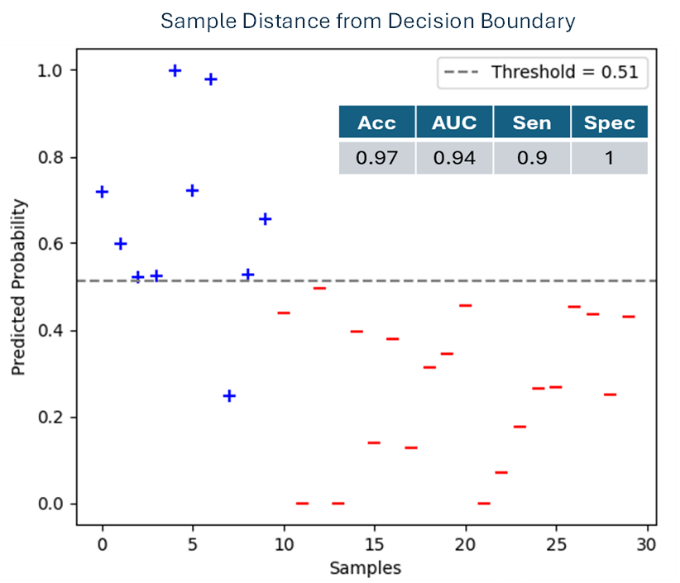 Sample Distance from Decision Boundary
Threshold = 0.51
Acc AUC Sen Spec
0.97 0.94 0.9 1
Predicted Probability
1.0
0.8
0.6
0.4
0.2
0.0
0 5 10 15 20 25 30
Samples